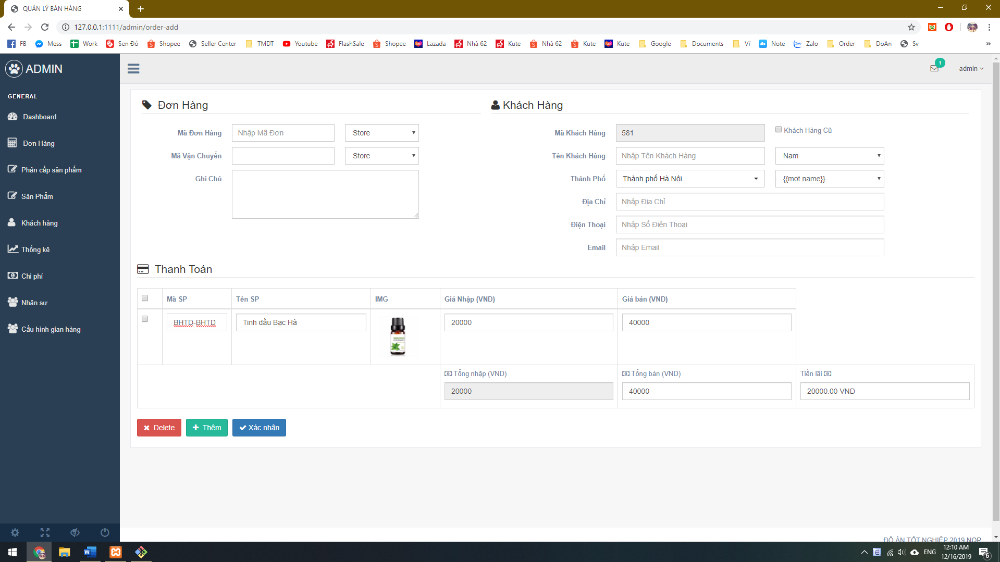 QUẢN LÝ BÁN HÀNG
127.0.0.1:1111/admin/order-add
FB Mess Work Sen Đỏ Shopee Seller Center TMDT Youtube FlashSale Shopee Lazada Nhà 62 Kute Nhà 62 Kute Kute Google Documents Ví Note Zalo Order DoAn Sv »
ADMIN
1
admin
GENERAL
Dashboard
Đơn Hàng
Phân cấp sản phẩm
Sản Phẩm
Khách hàng
Thống kê
Chi phí
Nhân sự
Cấu hình gian hàng
Đơn Hàng
Mã Đơn Hàng Nhập Mã Đơn Store
Mã Vận Chuyển Store
Ghi Chú
Khách Hàng
Mã Khách Hàng 581 Khách Hàng Cũ
Tên Khách Hàng Nhập Tên Khách Hàng Nam
Thành Phố Thành phố Hà Nội {{mot.name}}
Địa Chỉ Nhập Địa Chỉ
Điện Thoại Nhập Số Điện Thoại
Email Nhập Email
Thanh Toán
Mã SP Tên SP IMG Giá Nhập (VND) Giá bán (VND)
BHTD-BHTD Tinh dầu Bạc Hà 20000 40000
Tổng nhập (VND) Tổng bán (VND) Tiền lãi
20000 40000 20000.00 VND
Delete Thêm Xác nhận
ĐỒ ÁN TỐT NGHIỆP 2019 NOP
ENG
12:10 AM
12/16/2019
6